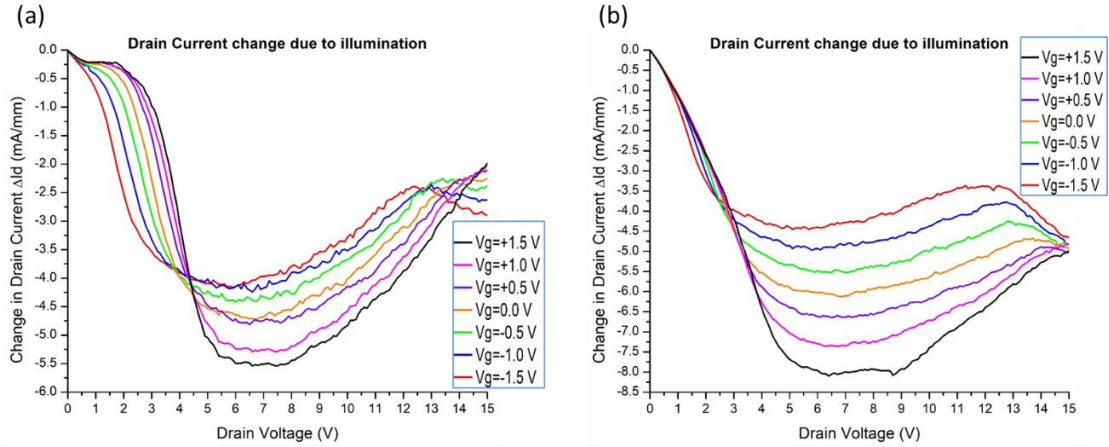 (a)
Drain Current change due to illumination
Change in Drain Current ΔId (mA/mm)
0.0
-0.5
-1.0
-1.5
-2.0
-2.5
-3.0
-3.5
-4.0
-4.5
-5.0
-5.5
-6.0
0 1 2 3 4 5 6 7 8 9 10 11 12 13 14 15
Drain Voltage (V)
Vg=+1.5 V
Vg=+1.0 V
Vg=+0.5 V
Vg=0.0 V
Vg=-0.5 V
Vg=-1.0 V
Vg=-1.5 V
(b)
Drain Current change due to illumination
Change in Drain Current ΔId (mA/mm)
0.0
-0.5
-1.0
-1.5
-2.0
-2.5
-3.0
-3.5
-4.0
-4.5
-5.0
-5.5
-6.0
-6.5
-7.0
-7.5
-8.0
-8.5
0 1 2 3 4 5 6 7 8 9 10 11 12 13 14 15
Drain Voltage (V)
Vg=+1.5 V
Vg=+1.0 V
Vg=+0.5 V
Vg=0.0 V
Vg=-0.5 V
Vg=-1.0 V
Vg=-1.5 V